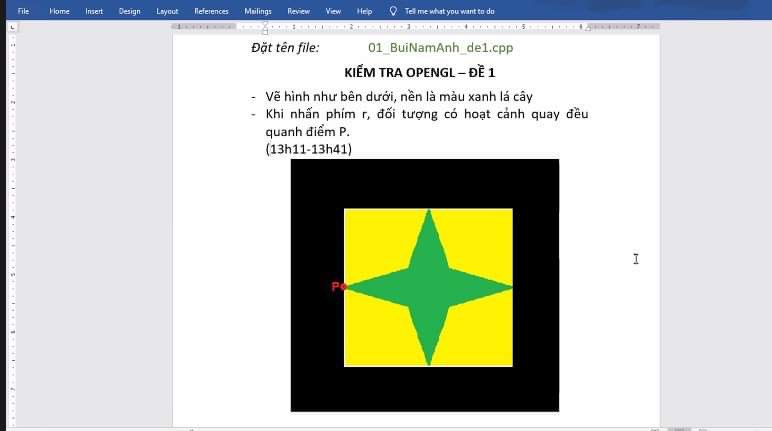 File Home Insert Design Layout References Mailings Review View Help Tell me what you want to do
Đặt tên file: 01_BuiNamAnh_de1.cpp
KIỂM TRA OPENGL – ĐỀ 1
- Vẽ hình như bên dưới, nền là màu xanh lá cây
- Khi nhấn phím r, đối tượng có hoạt cảnh quay đều
quanh điểm P.
(13h11-13h41)
P